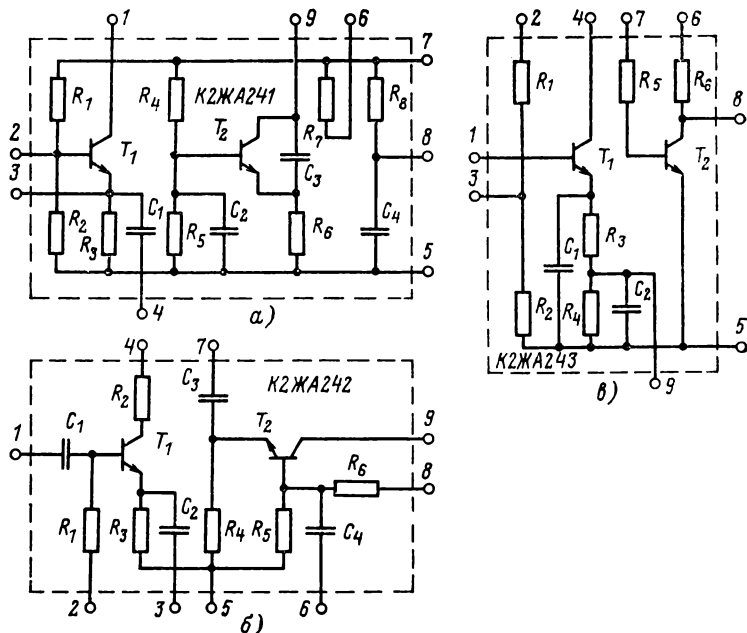 1 9 6
7
R₁ R₄ К2ЖА241 R₈
T₂ R₇
2 T₁ 8
3 C₃
C₁ C₂
R₂ R₃ R₅ R₆ C₄
5
4
а)
2 4 7 6
R₁ R₅ R₆
8
1 T₁ T₂
3
C₁ R₃
R₂ R₄ C₂
5
К2ЖА243
в) 9
4 7
C₃ К2ЖА242
R₂
T₂
1 C₁ T₁ 9
R₆ 8
C₂
R₁ R₃ R₄ R₅ C₄
2 3 5 6
б)